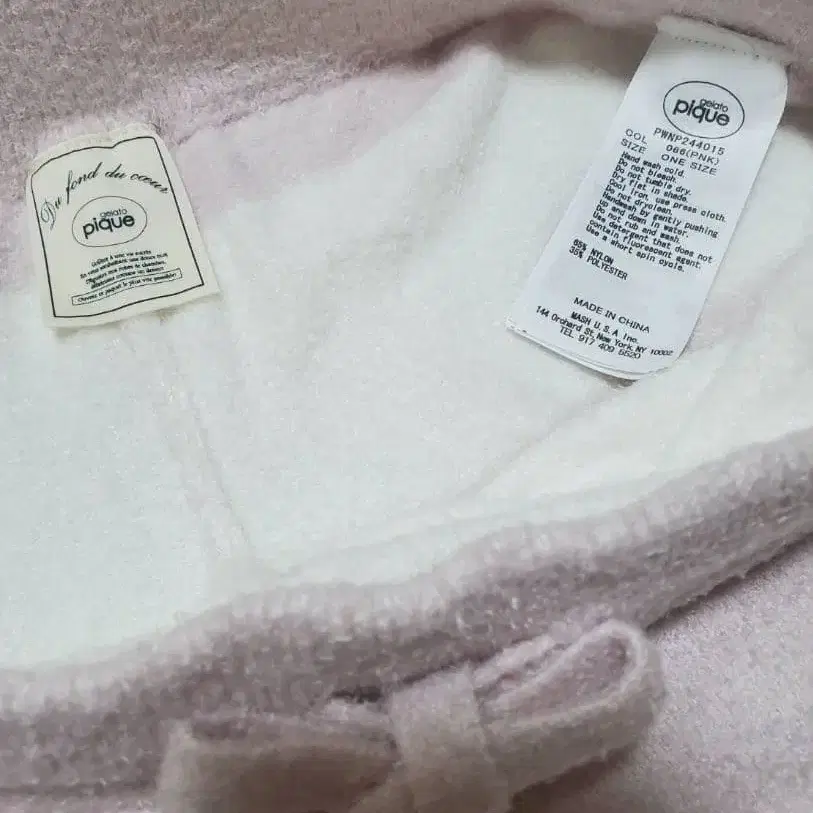 Du fond du cœur
gelato
pique
gelato
pique
PWNP244015
COL 066(PNK)
SIZE ONE SIZE
Hand wash cold.
Do not bleach.
Do not tumble dry.
Dry flat in shade.
Cool iron, use press cloth.
Do not dryclean.
Handwash by gently pushing
up and down in water.
Do not rub and wash.
Use detergent that does not
contain fluorescent agent.
Use a short spin cycle.
65% NYLON
35% POLYESTER
MADE IN CHINA
MASH U.S.A Inc.
144 Orchard St, New York, NY 10002
TEL 917 409 5520